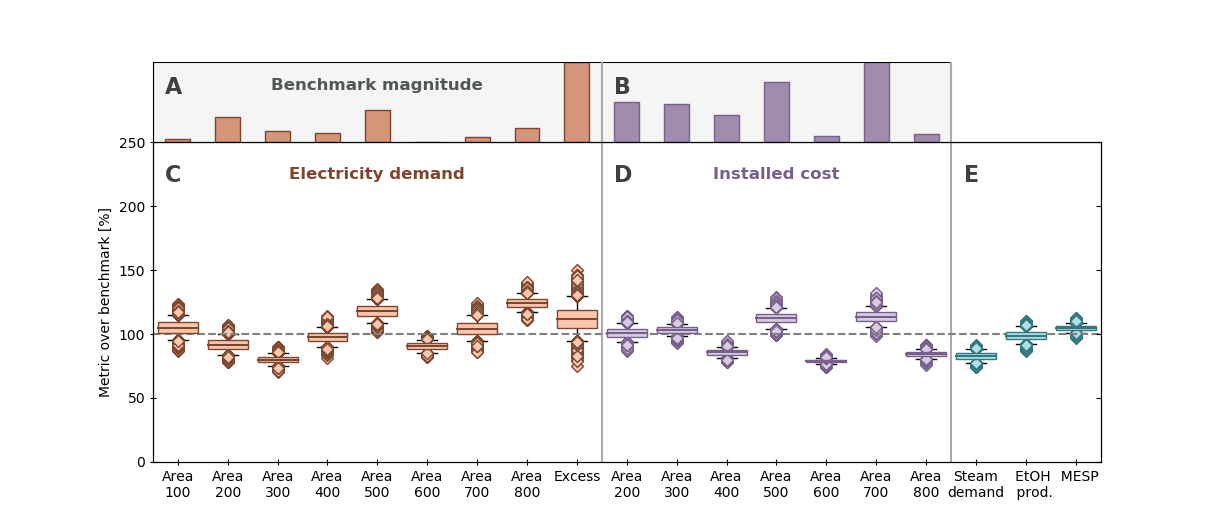 A Benchmark magnitude B
250
C Electricity demand D Installed cost E
200
150
100
50
0
Metric over benchmark [%]
Area Area Area Area Area Area Area Area Excess Area Area Area Area Area Area Area Steam EtOH MESP
100 200 300 400 500 600 700 800 200 300 400 500 600 700 800 demand prod.